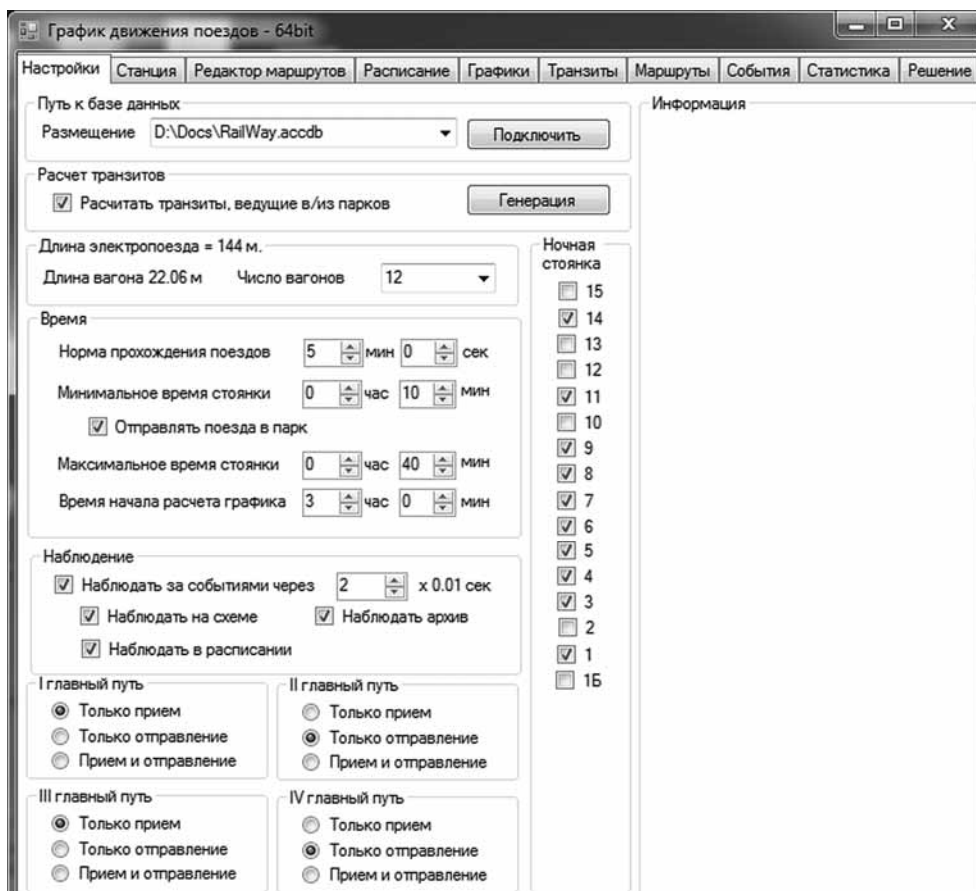 График движения поездов - 64bit
Настройки Станция Редактор маршрутов Расписание Графики Транзиты Маршруты События Статистика Решение
Путь к базе данных
Размещение D:\Docs\RailWay.accdb Подключить
Расчет транзитов
Расчитать транзиты, ведущие в/из парков Генерация
Длина электропоезда = 144 м.
Длина вагона 22.06 м Число вагонов 12
Время
Норма прохождения поездов 5 мин 0 сек
Минимальное время стоянки 0 час 10 мин
Отправлять поезда в парк
Максимальное время стоянки 0 час 40 мин
Время начала расчета графика 3 час 0 мин
Наблюдение
Наблюдать за событиями через 2 x 0.01 сек
Наблюдать на схеме Наблюдать архив
Наблюдать в расписании
I главный путь
Только прием
Только отправление
Прием и отправление
II главный путь
Только прием
Только отправление
Прием и отправление
III главный путь
Только прием
Только отправление
Прием и отправление
IV главный путь
Только прием
Только отправление
Прием и отправление
Ночная
стоянка
15
14
13
12
11
10
9
8
7
6
5
4
3
2
1
1Б
Информация